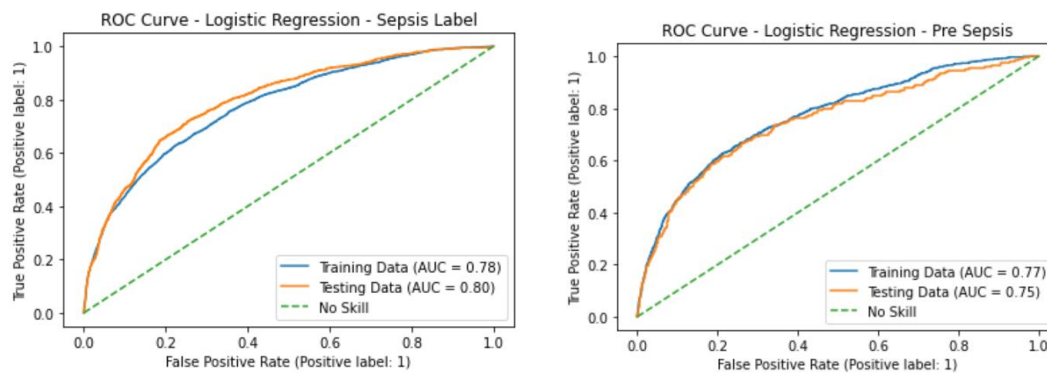 ROC Curve - Logistic Regression - Sepsis Label
True Positive Rate (Positive label: 1)
1.0
0.8
0.6
0.4
0.2
0.0
Training Data (AUC = 0.78)
Testing Data (AUC = 0.80)
No Skill
0.0 0.2 0.4 0.6 0.8 1.0
False Positive Rate (Positive label: 1)
ROC Curve - Logistic Regression - Pre Sepsis
True Positive Rate (Positive label: 1)
1.0
0.8
0.6
0.4
0.2
0.0
Training Data (AUC = 0.77)
Testing Data (AUC = 0.75)
No Skill
0.0 0.2 0.4 0.6 0.8 1.0
False Positive Rate (Positive label: 1)